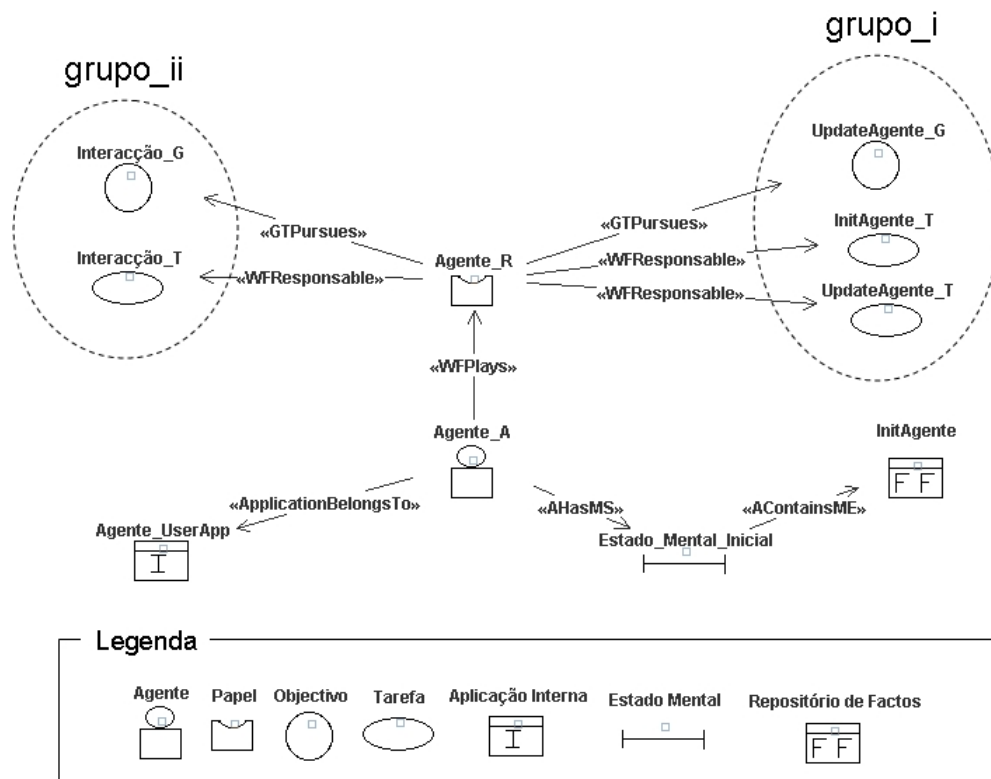 grupo_i
grupo_ii
UpdateAgente_G
Interacção_G
InitAgente_T
«GTPursues»
«GTPursues»
Interacção_T
Agente_R
«WFResponsable»
«WFResponsable»
«WFResponsable»
UpdateAgente_T
«WFPlays»
Agente_A
InitAgente
F F
«ApplicationBelongsTo»
«AHasMS»
«AContainsME»
Agente_UserApp
I
Estado_Mental_Inicial
Legenda
Agente
Papel
Objectivo
Tarefa
Aplicação Interna
Estado Mental
Repositório de Factos
I
F F